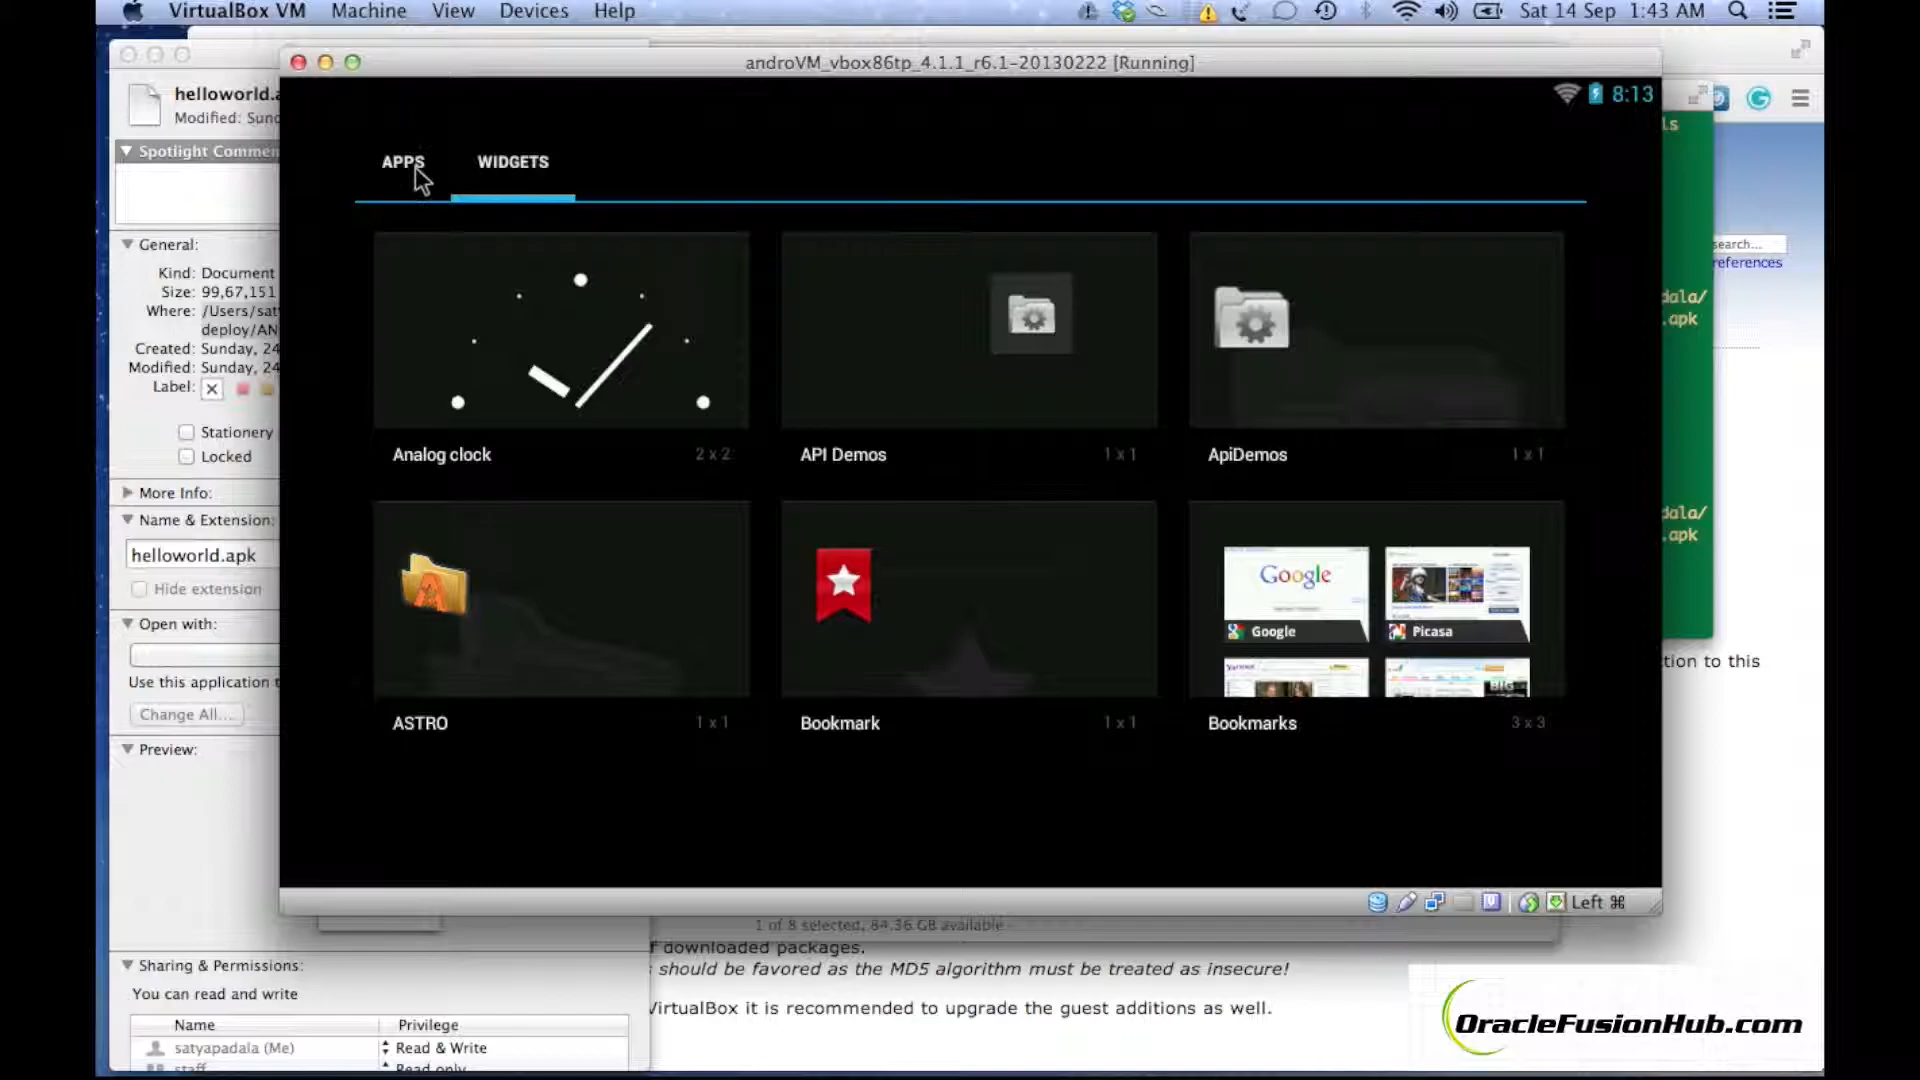 VirtualBox VM Machine View Devices Help Sat 14 Sep 1:43 AM
androVM_vbox86tp_4.1.1_r6.1-20130222 [Running]
helloworld.a
Modified: Sund
8:13
APPS WIDGETS
Spotlight Commen
General:
Kind: Document
Size: 99,67,151
Where: /Users/saty
deploy/AN
Created: Sunday, 24
Modified: Sunday, 24
Label:
Stationery
Locked
More Info:
Name & Extension:
helloworld.apk
Hide extension
Open with:
Use this application t
Change All...
Preview:
Sharing & Permissions:
You can read and write
Name Privilege
satyapadala (Me) Read & Write
staff Read only
Analog clock 2 x 2
API Demos 1 x 1
ApiDemos 1 x 1
Google
Google
Picasa
BIG
ASTRO 1 x 1
Bookmark 1 x 1
Bookmarks 3 x 3
Left ⌘
ls
search...
references
dala/
.apk
dala/
.apk
tion to this
1 of 8 selected, 84.36 GB available
f downloaded packages.
s should be favored as the MD5 algorithm must be treated as insecure!
VirtualBox it is recommended to upgrade the guest additions as well.
OracleFusionHub.com